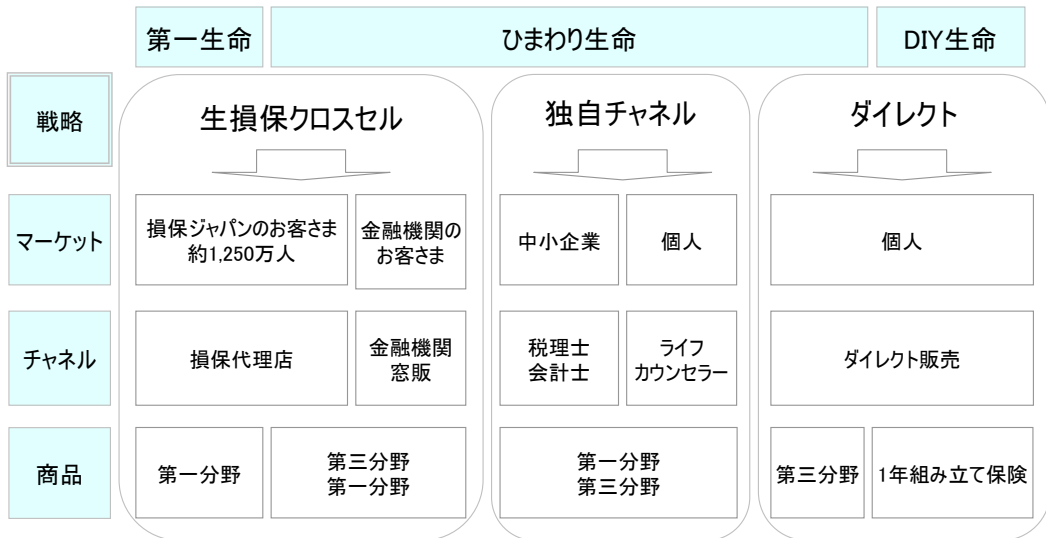 第一生命
ひまわり生命
DIY生命
戦略
生損保クロスセル
独自チャネル
ダイレクト
マーケット
損保ジャパンのお客さま
約1,250万人
金融機関の
お客さま
中小企業
個人
個人
チャネル
損保代理店
金融機関
窓販
税理士
会計士
ライフ
カウンセラー
ダイレクト販売
商品
第一分野
第三分野
第一分野
第一分野
第三分野
第三分野
1年組み立て保険